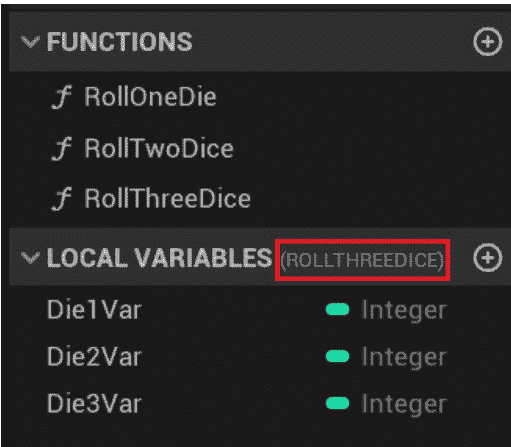 FUNCTIONS
f RollOneDie
f RollTwoDice
f RollThreeDice
LOCAL VARIABLES (ROLLTHREEDICE)
Die1Var Integer
Die2Var Integer
Die3Var Integer